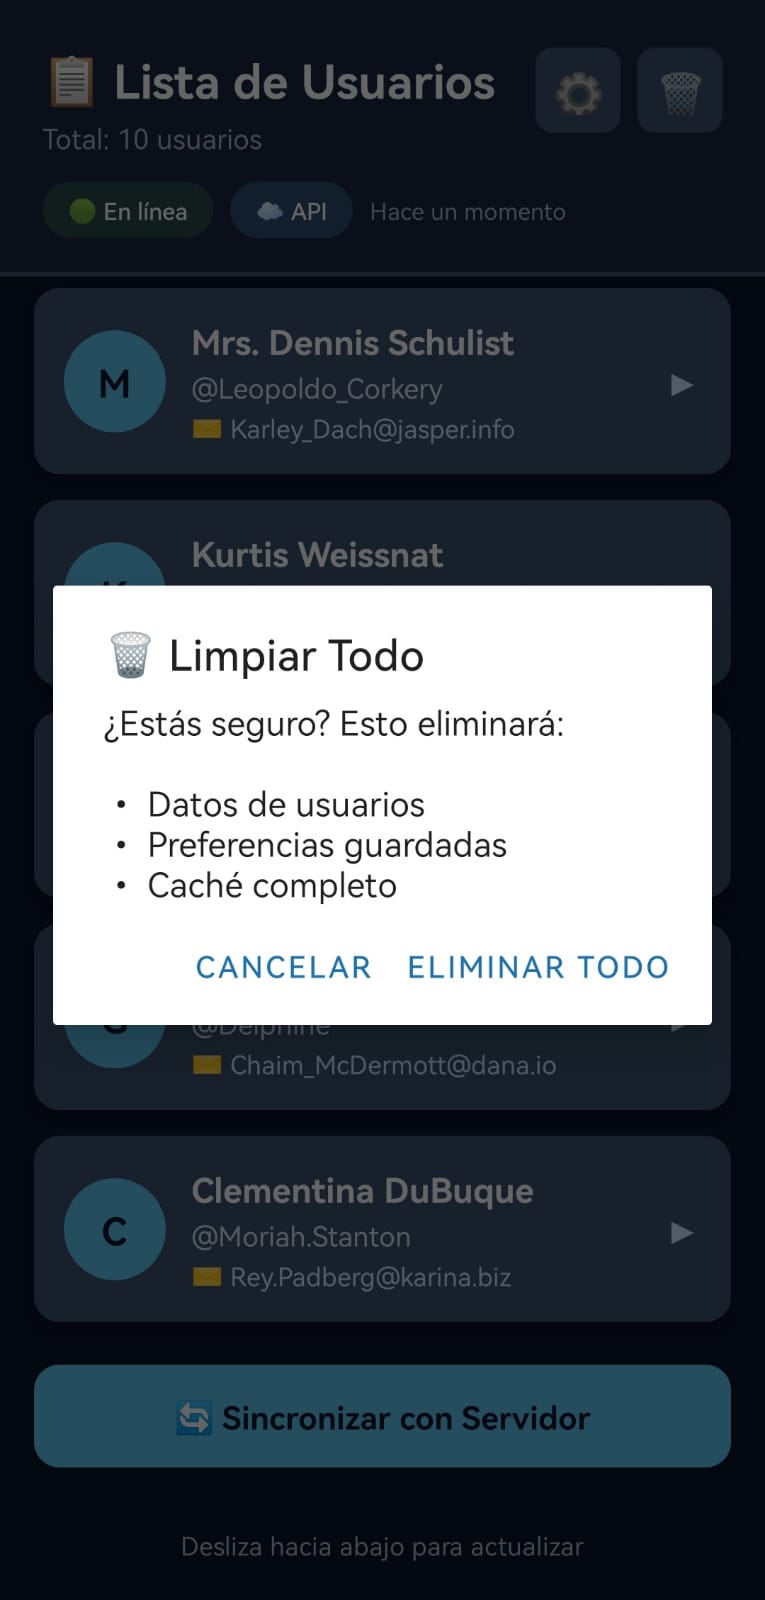 Lista de Usuarios
Total: 10 usuarios
En línea
API
Hace un momento
M
Mrs. Dennis Schulist
@Leopoldo_Corkery
Karley_Dach@jasper.info
Kurtis Weissnat
Limpiar Todo
¿Estás seguro? Esto eliminará:
• Datos de usuarios
• Preferencias guardadas
• Caché completo
CANCELAR
ELIMINAR TODO
@Delphine
Chaim_McDermott@dana.io
C
Clementina DuBuque
@Moriah.Stanton
Rey.Padberg@karina.biz
Sincronizar con Servidor
Desliza hacia abajo para actualizar